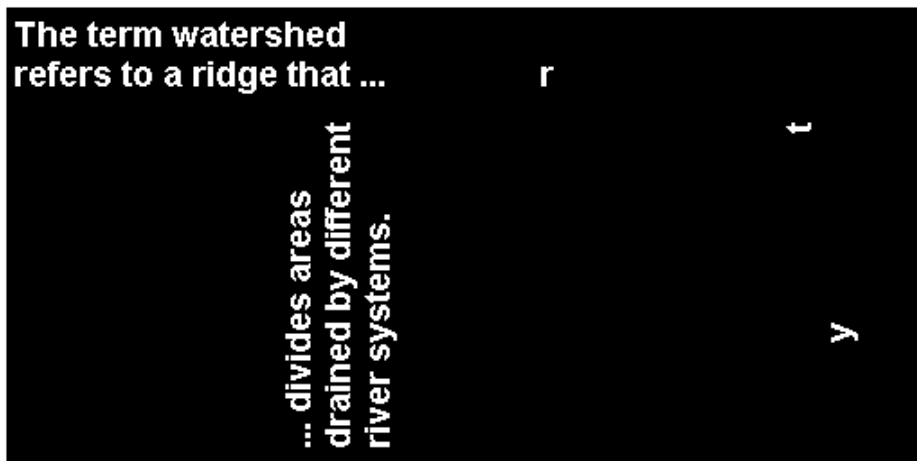 The term watershed
refers to a ridge that ...
r
t
... divides areas
drained by different
river systems.
y